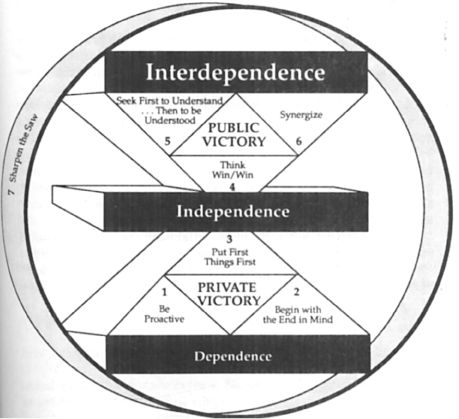 Interdependence
Seek First to Understand
. . . Then to be
Understood
5
PUBLIC
VICTORY
Synergize
6
Think
Win/Win
4
7 Sharpen the Saw
Independence
3
Put First
Things First
1
Be
Proactive
PRIVATE
VICTORY
2
Begin with
the End in Mind
Dependence